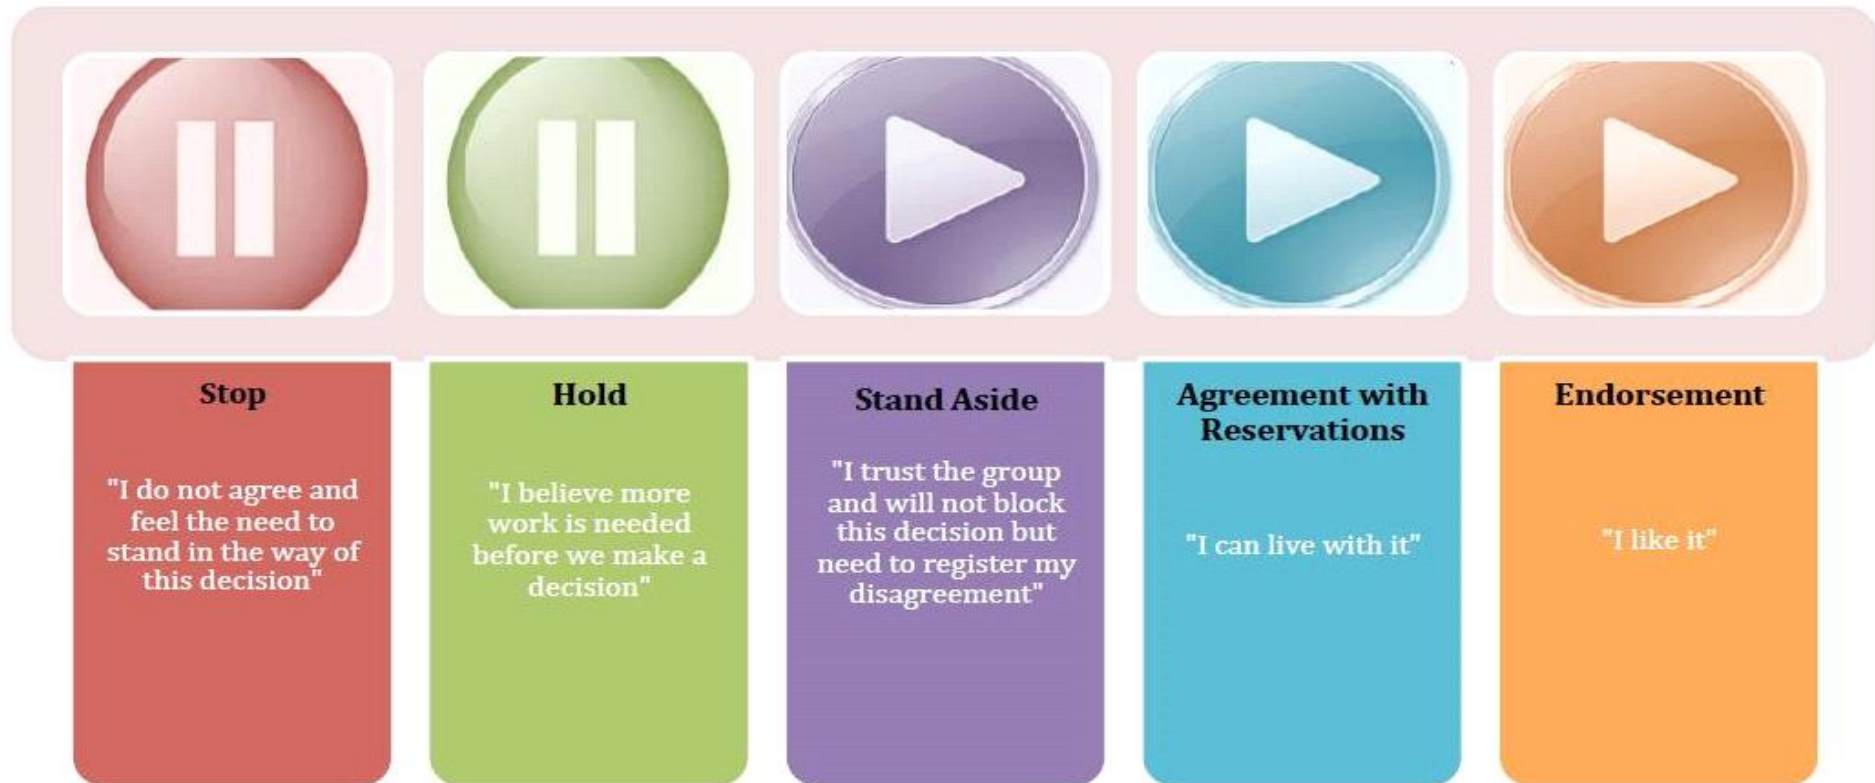 Stop
"I do not agree and
feel the need to
stand in the way of
this decision"
Hold
"I believe more
work is needed
before we make a
decision"
Stand Aside
"I trust the group
and will not block
this decision but
need to register my
disagreement"
Agreement with
Reservations
"I can live with it"
Endorsement
"I like it"